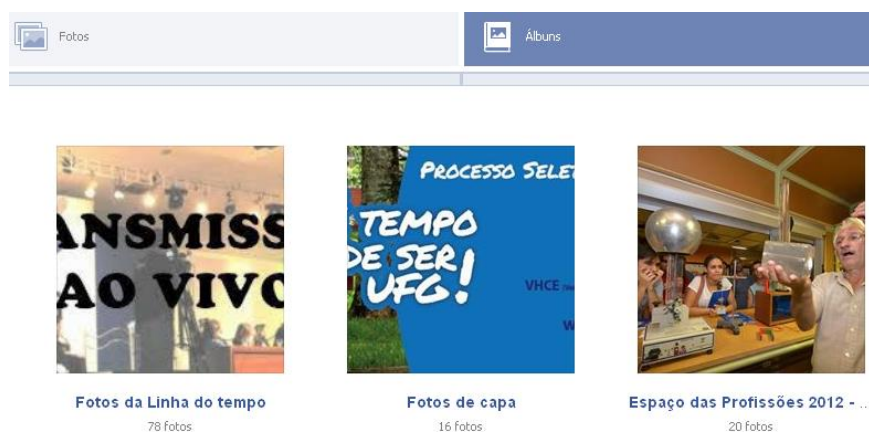 Fotos
Álbuns
ANSMISS
AO VIVO
PROCESSO SELET
TEMPO
DE SER
UFG!
VHCE
W
Fotos da Linha do tempo
78 fotos
Fotos de capa
16 fotos
Espaço das Profissões 2012 - ...
20 fotos